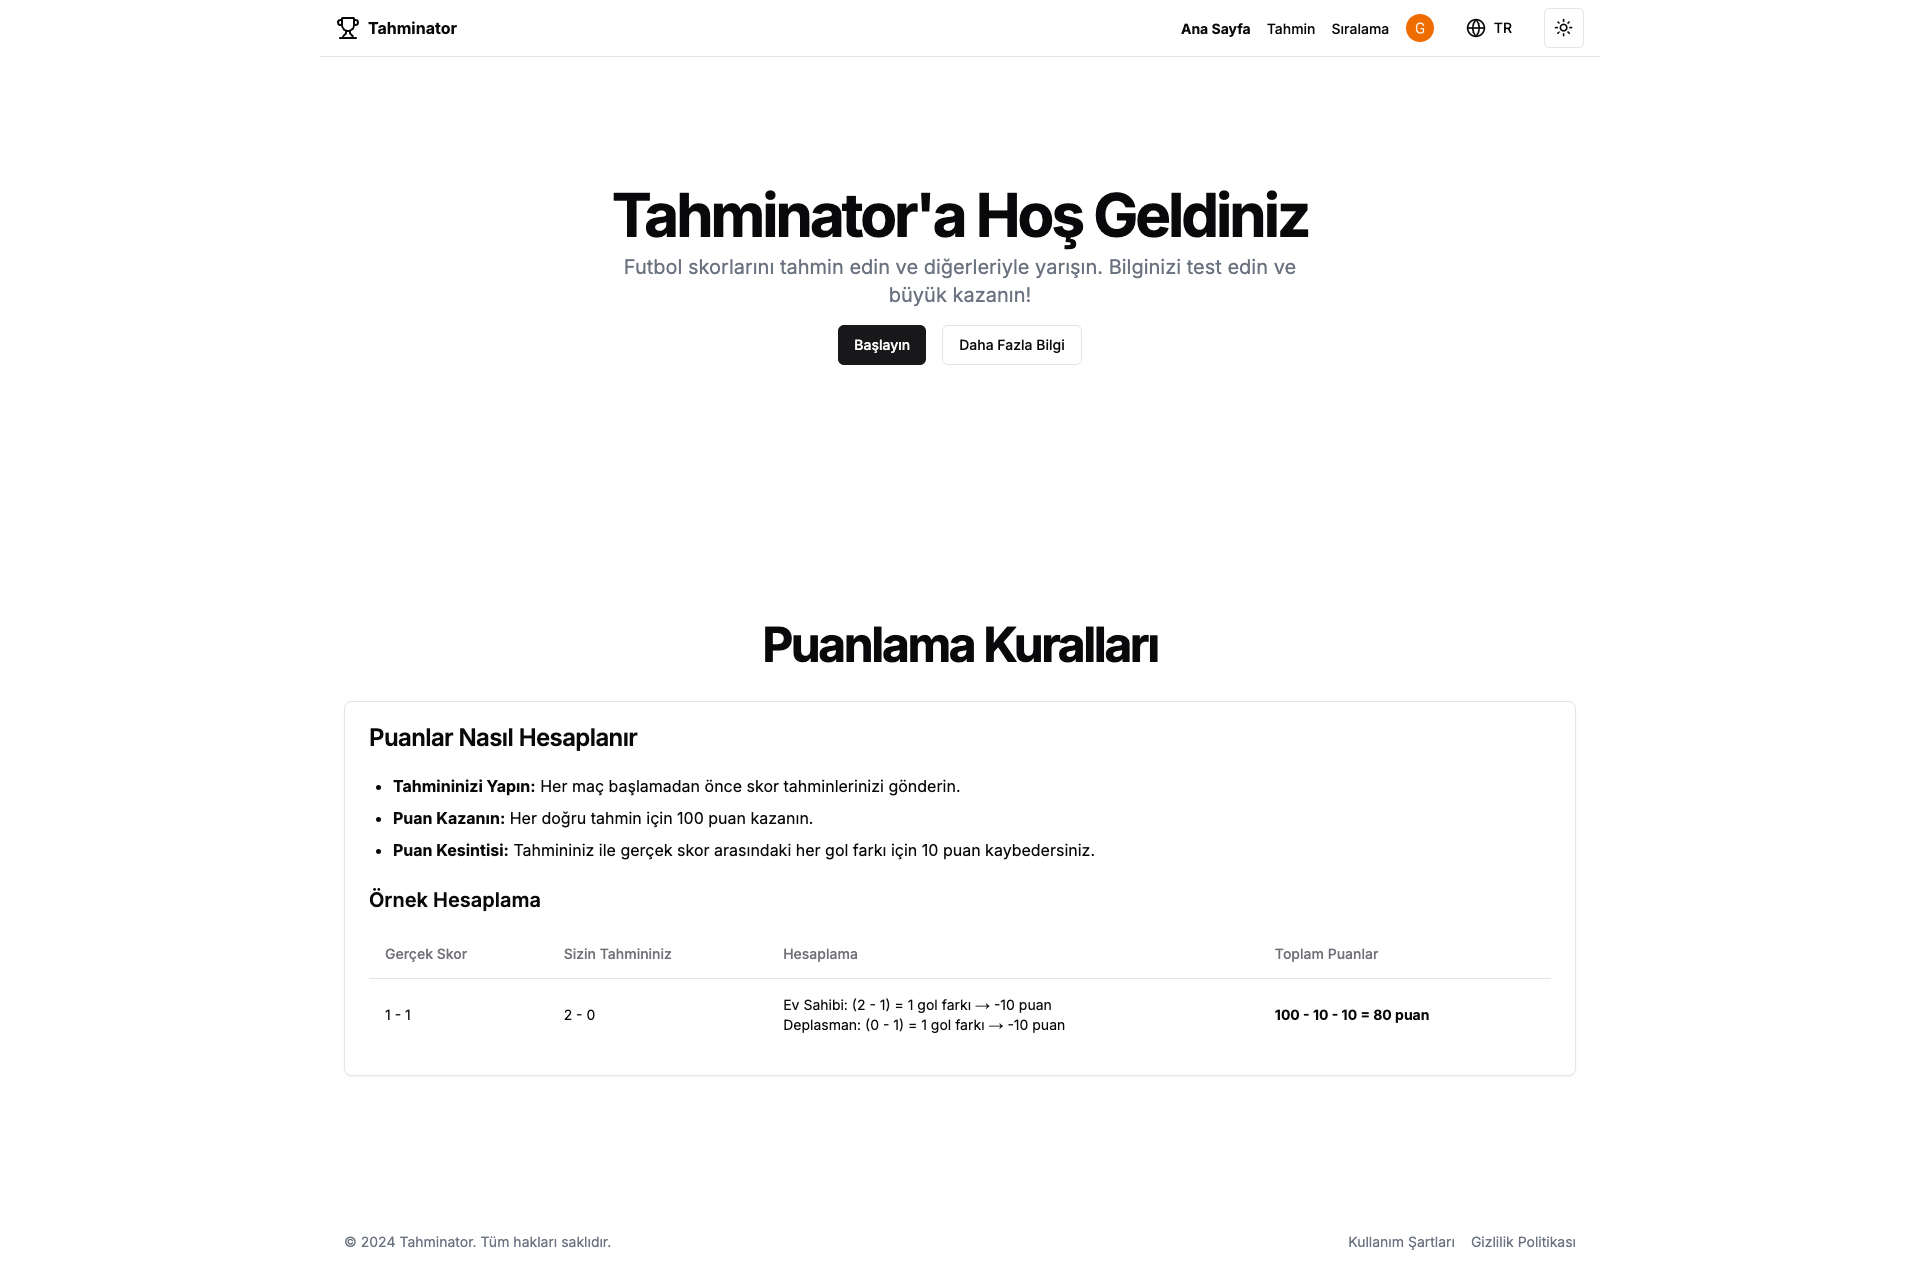 Tahminator
Ana Sayfa Tahmin Sıralama G TR
Tahminator'a Hoş Geldiniz
Futbol skorlarını tahmin edin ve diğerleriyle yarışın. Bilginizi test edin ve
büyük kazanın!
Başlayın Daha Fazla Bilgi
Puanlama Kuralları
Puanlar Nasıl Hesaplanır
• Tahmininizi Yapın: Her maç başlamadan önce skor tahminlerinizi gönderin.
• Puan Kazanın: Her doğru tahmin için 100 puan kazanın.
• Puan Kesintisi: Tahmininiz ile gerçek skor arasındaki her gol farkı için 10 puan kaybedersiniz.
Örnek Hesaplama
Gerçek Skor Sizin Tahmininiz Hesaplama Toplam Puanlar
1 - 1 2 - 0 Ev Sahibi: (2 - 1) = 1 gol farkı → -10 puan
Deplasman: (0 - 1) = 1 gol farkı → -10 puan
100 - 10 - 10 = 80 puan
© 2024 Tahminator. Tüm hakları saklıdır.
Kullanım Şartları Gizlilik Politikası